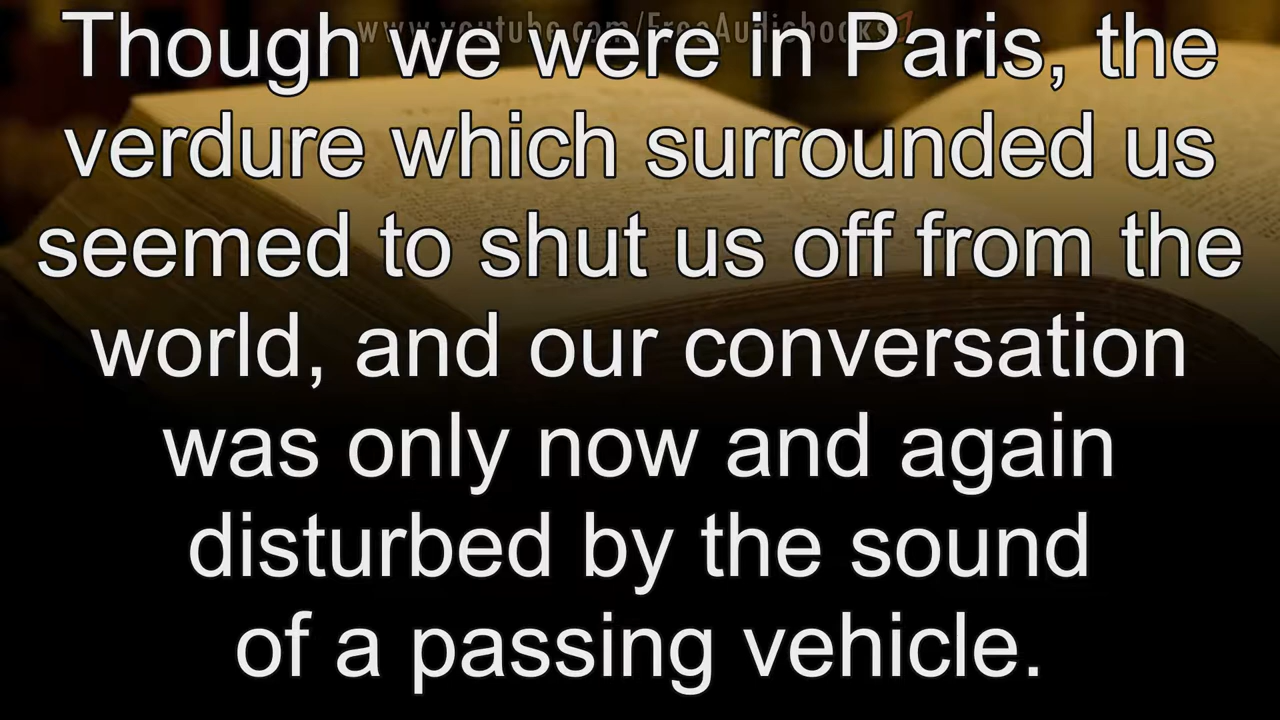 www.youtube.com/FreeAudiobooks
Though we were in Paris, the
verdure which surrounded us
seemed to shut us off from the
world, and our conversation
was only now and again
disturbed by the sound
of a passing vehicle.